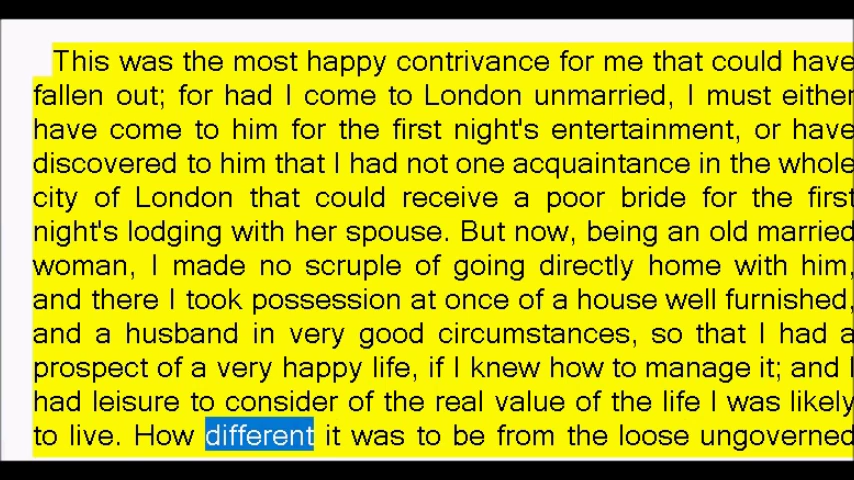 This was the most happy contrivance for me that could have
fallen out; for had I come to London unmarried, I must either
have come to him for the first night's entertainment, or have
discovered to him that I had not one acquaintance in the whole
city of London that could receive a poor bride for the first
night's lodging with her spouse. But now, being an old married
woman, I made no scruple of going directly home with him,
and there I took possession at once of a house well furnished,
and a husband in very good circumstances, so that I had a
prospect of a very happy life, if I knew how to manage it; and I
had leisure to consider of the real value of the life I was likely
to live. How different it was to be from the loose ungoverned